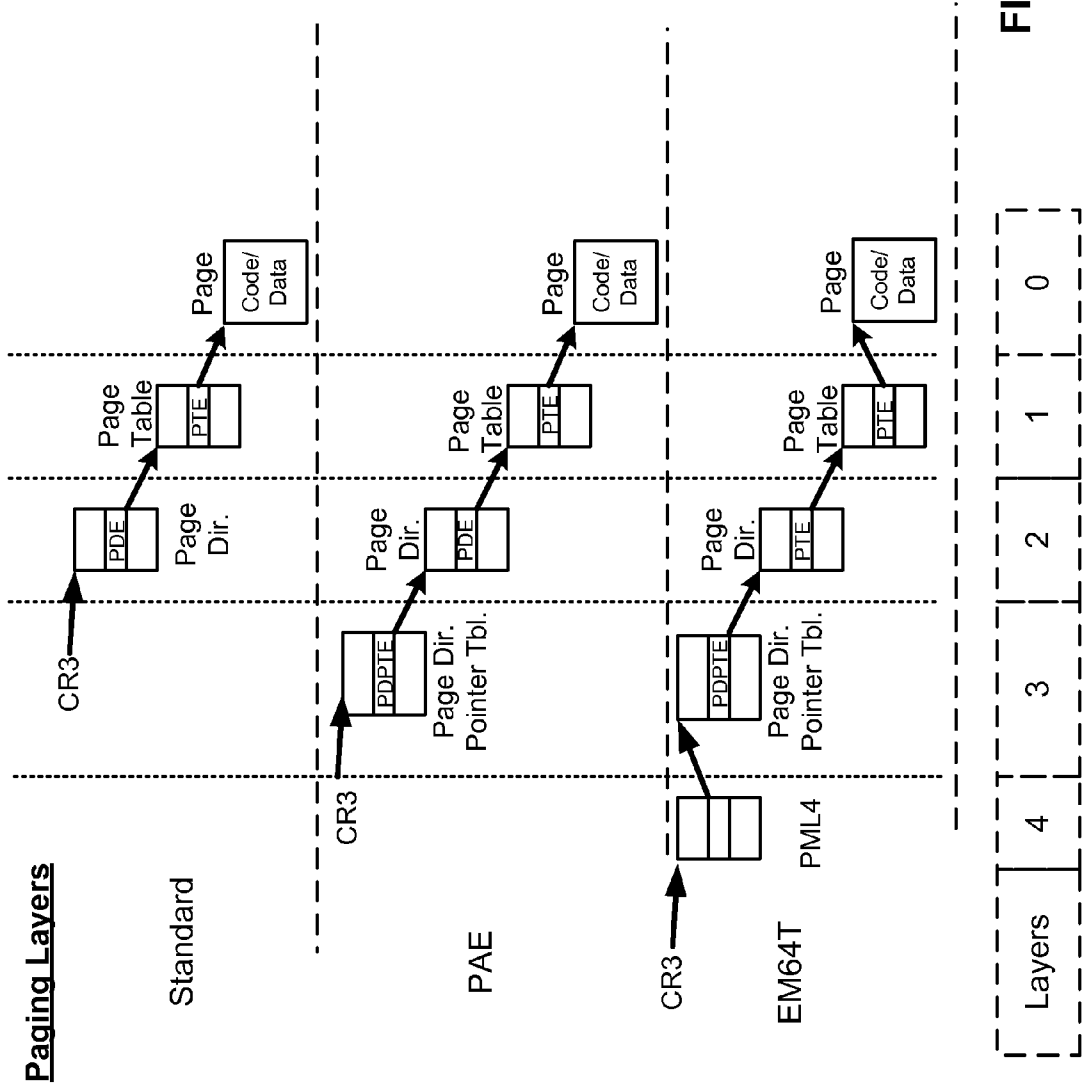 Paging Layers
Standard
CR3
PDE
Page
Dir.
Page
Table
PTE
Page
Code/
Data
PAE
CR3
PDPTE
Page Dir.
Pointer Tbl.
Page
Dir.
PDE
Page
Table
PTE
Page
Code/
Data
EM64T
CR3
PML4
PDPTE
Page Dir.
Pointer Tbl.
Page
Dir.
PTE
Page
Table
PTE
Page
Code/
Data
Layers
4
3
2
1
0
FI